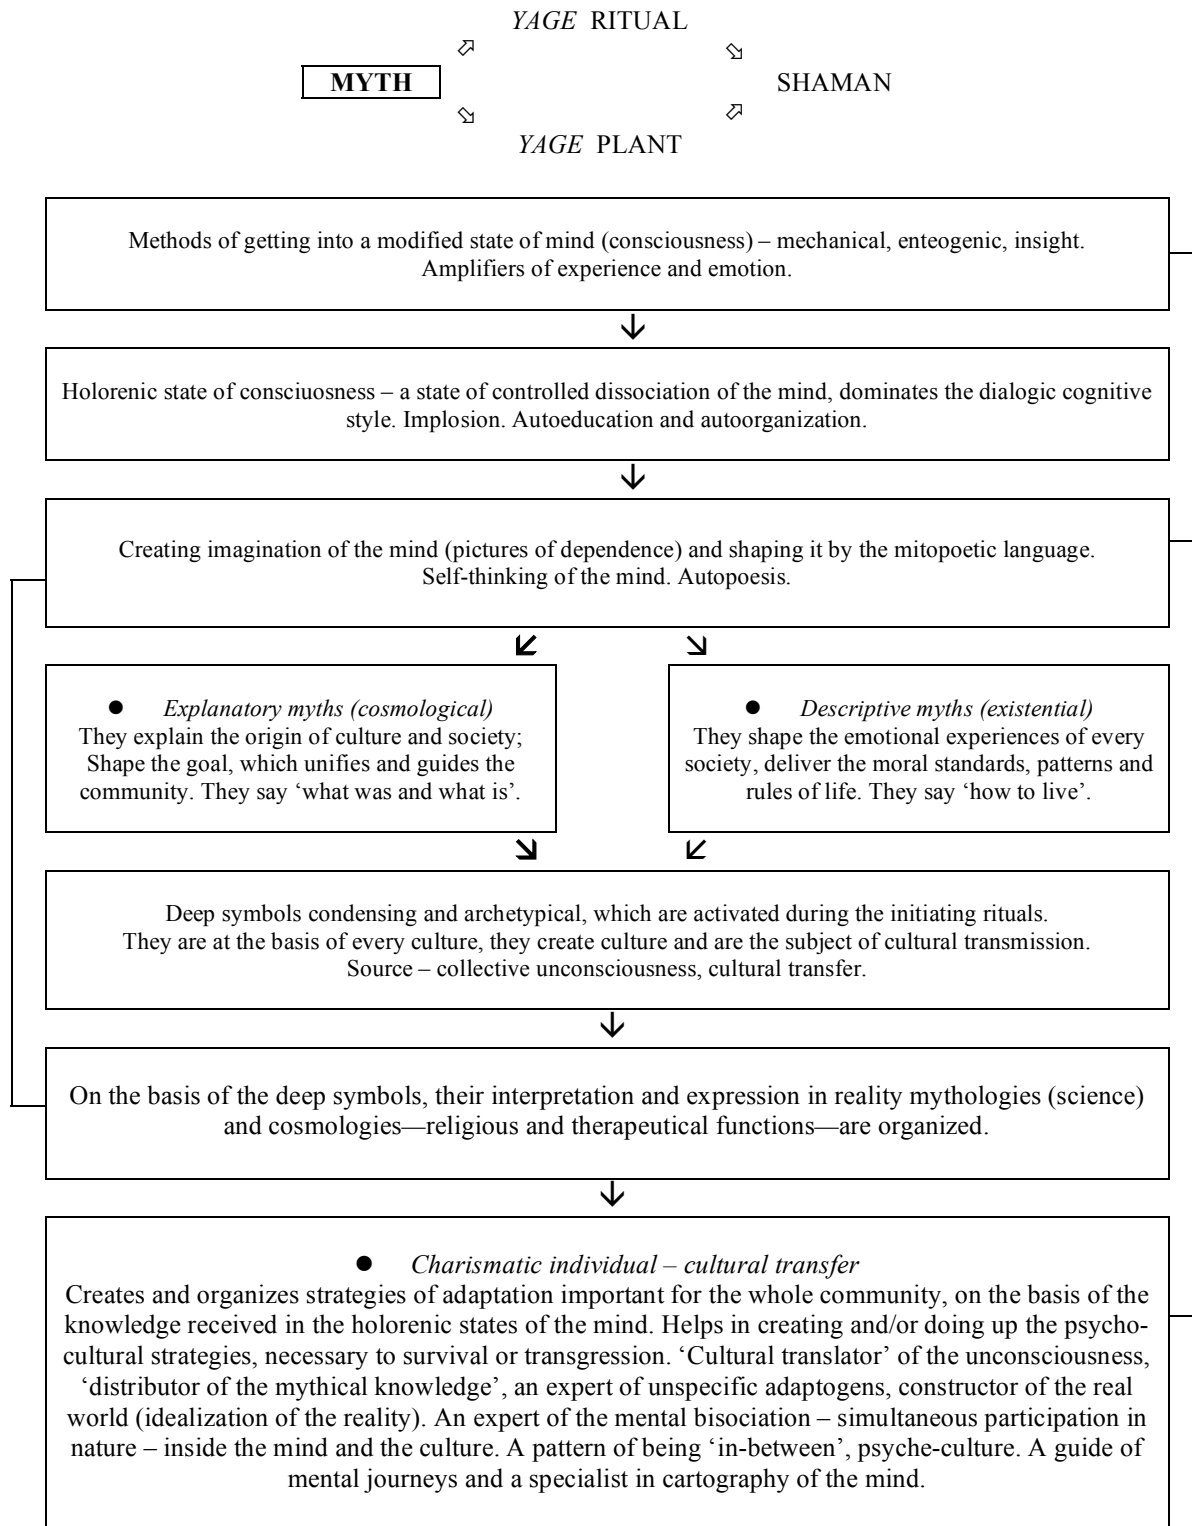 YAGE RITUAL
MYTH
SHAMAN
YAGE PLANT
Methods of getting into a modified state of mind (consciousness) – mechanical, enteogenic, insight.
Amplifiers of experience and emotion.
Holorenic state of consciuosness – a state of controlled dissociation of the mind, dominates the dialogic cognitive
style. Implosion. Autoeducation and autoorganization.
Creating imagination of the mind (pictures of dependence) and shaping it by the mitopoetic language.
Self-thinking of the mind. Autopoesis.
● Explanatory myths (cosmological)
They explain the origin of culture and society;
Shape the goal, which unifies and guides the
community. They say ‘what was and what is’.
● Descriptive myths (existential)
They shape the emotional experiences of every
society, deliver the moral standards, patterns and
rules of life. They say ‘how to live’.
Deep symbols condensing and archetypical, which are activated during the initiating rituals.
They are at the basis of every culture, they create culture and are the subject of cultural transmission.
Source – collective unconsciousness, cultural transfer.
On the basis of the deep symbols, their interpretation and expression in reality mythologies (science)
and cosmologies—religious and therapeutical functions—are organized.
● Charismatic individual – cultural transfer
Creates and organizes strategies of adaptation important for the whole community, on the basis of the
knowledge received in the holorenic states of the mind. Helps in creating and/or doing up the psycho-
cultural strategies, necessary to survival or transgression. ‘Cultural translator’ of the unconsciousness,
‘distributor of the mythical knowledge’, an expert of unspecific adaptogens, constructor of the real
world (idealization of the reality). An expert of the mental bisociation – simultaneous participation in
nature – inside the mind and the culture. A pattern of being ‘in-between’, psyche-culture. A guide of
mental journeys and a specialist in cartography of the mind.